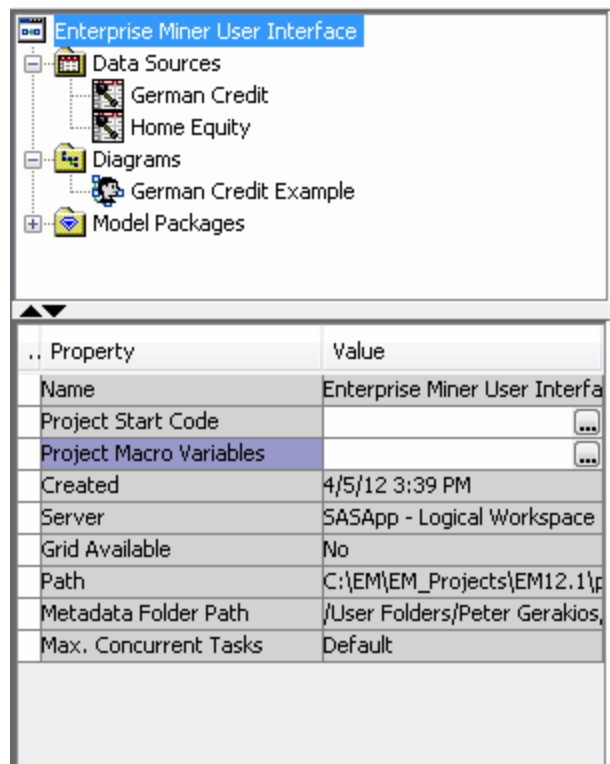 Enterprise Miner User Interface
Data Sources
German Credit
Home Equity
Diagrams
German Credit Example
Model Packages
.. Property Value
Name Enterprise Miner User Interfa
Project Start Code ...
Project Macro Variables ...
Created 4/5/12 3:39 PM
Server SASApp - Logical Workspace
Grid Available No
Path C:\EM\EM_Projects\EM12.1\p
Metadata Folder Path /User Folders/Peter Gerakios,
Max. Concurrent Tasks Default